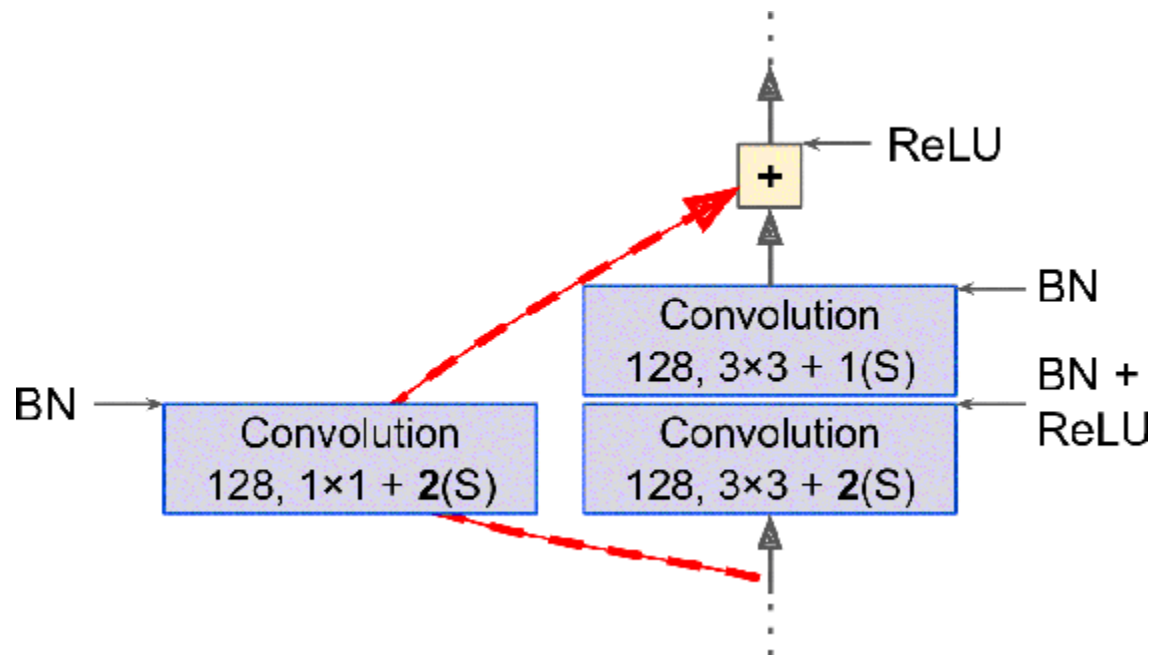 +
ReLU
Convolution
128, 3×3 + 1(S)
BN
BN +
ReLU
BN
Convolution
128, 1×1 + 2(S)
Convolution
128, 3×3 + 2(S)